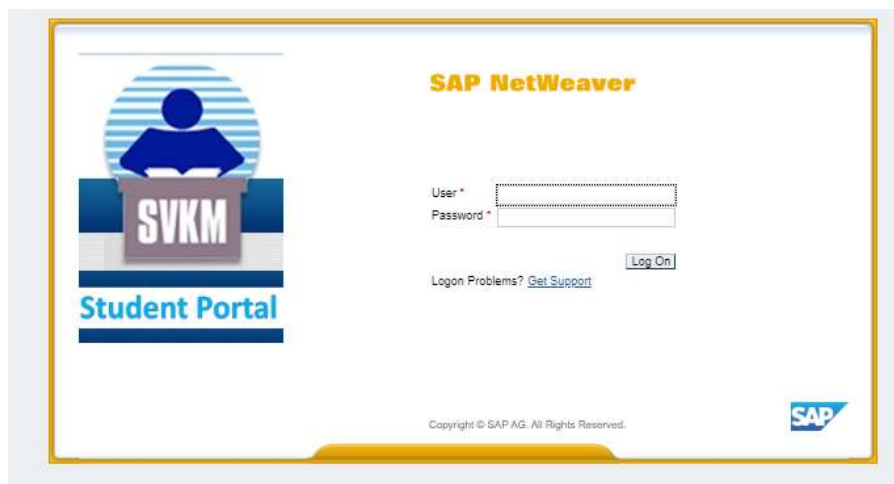 SVKM
Student Portal
SAP NetWeaver
User *
Password *
Log On
Logon Problems? Get Support
Copyright © SAP AG. All Rights Reserved.
SAP